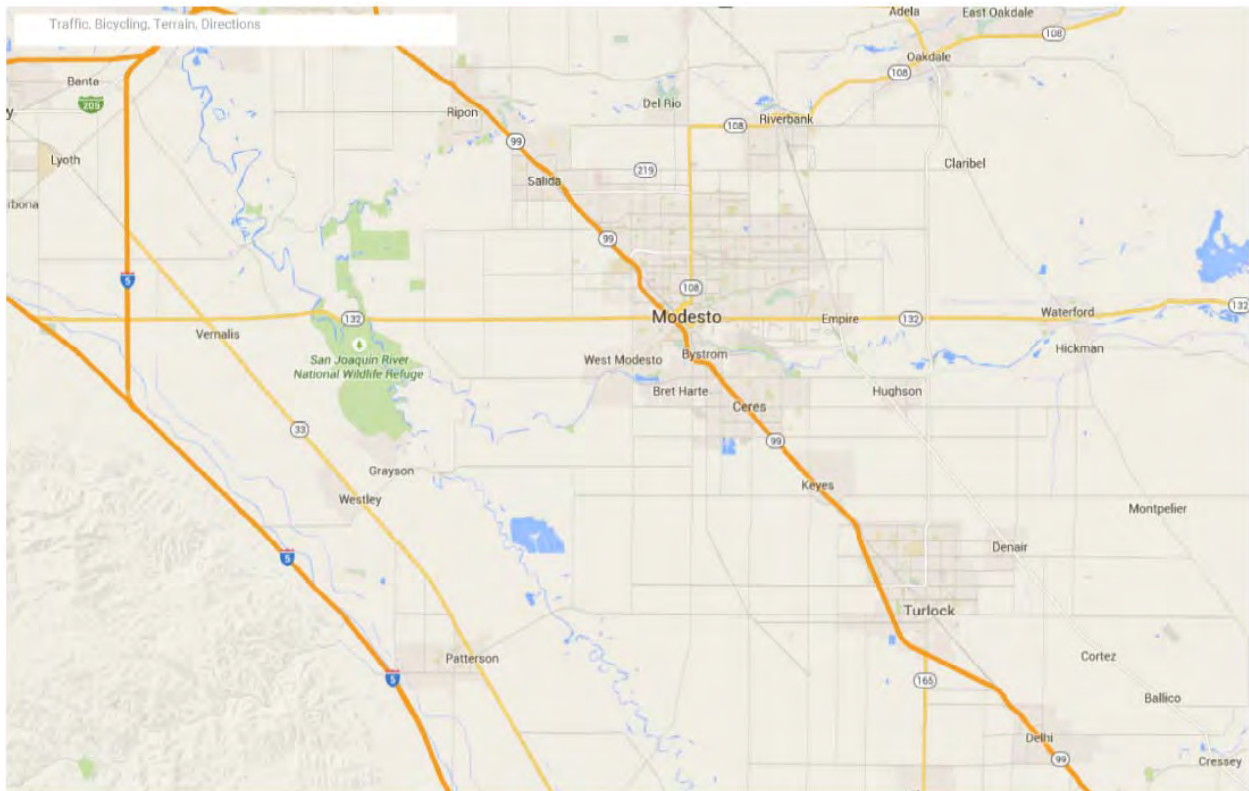 Traffic, Bicycling, Terrain, Directions
Adela
East Oakdale
108
Oakdale
108
Banta
205
Ripon
Del Rio
Riverbank
108
y
99
Lyoth
Claribel
Salida
219
rbona
99
5
108
132
Modesto
132
Empire
132
Waterford
Vernalis
Hickman
San Joaquin River
National Wildlife Refuge
West Modesto
Bystrom
Bret Harte
Hughson
Ceres
33
99
Grayson
Keyes
Westley
Montpelier
Denair
5
Turlock
Patterson
Cortez
5
165
Ballico
Delhi
99
Cressey